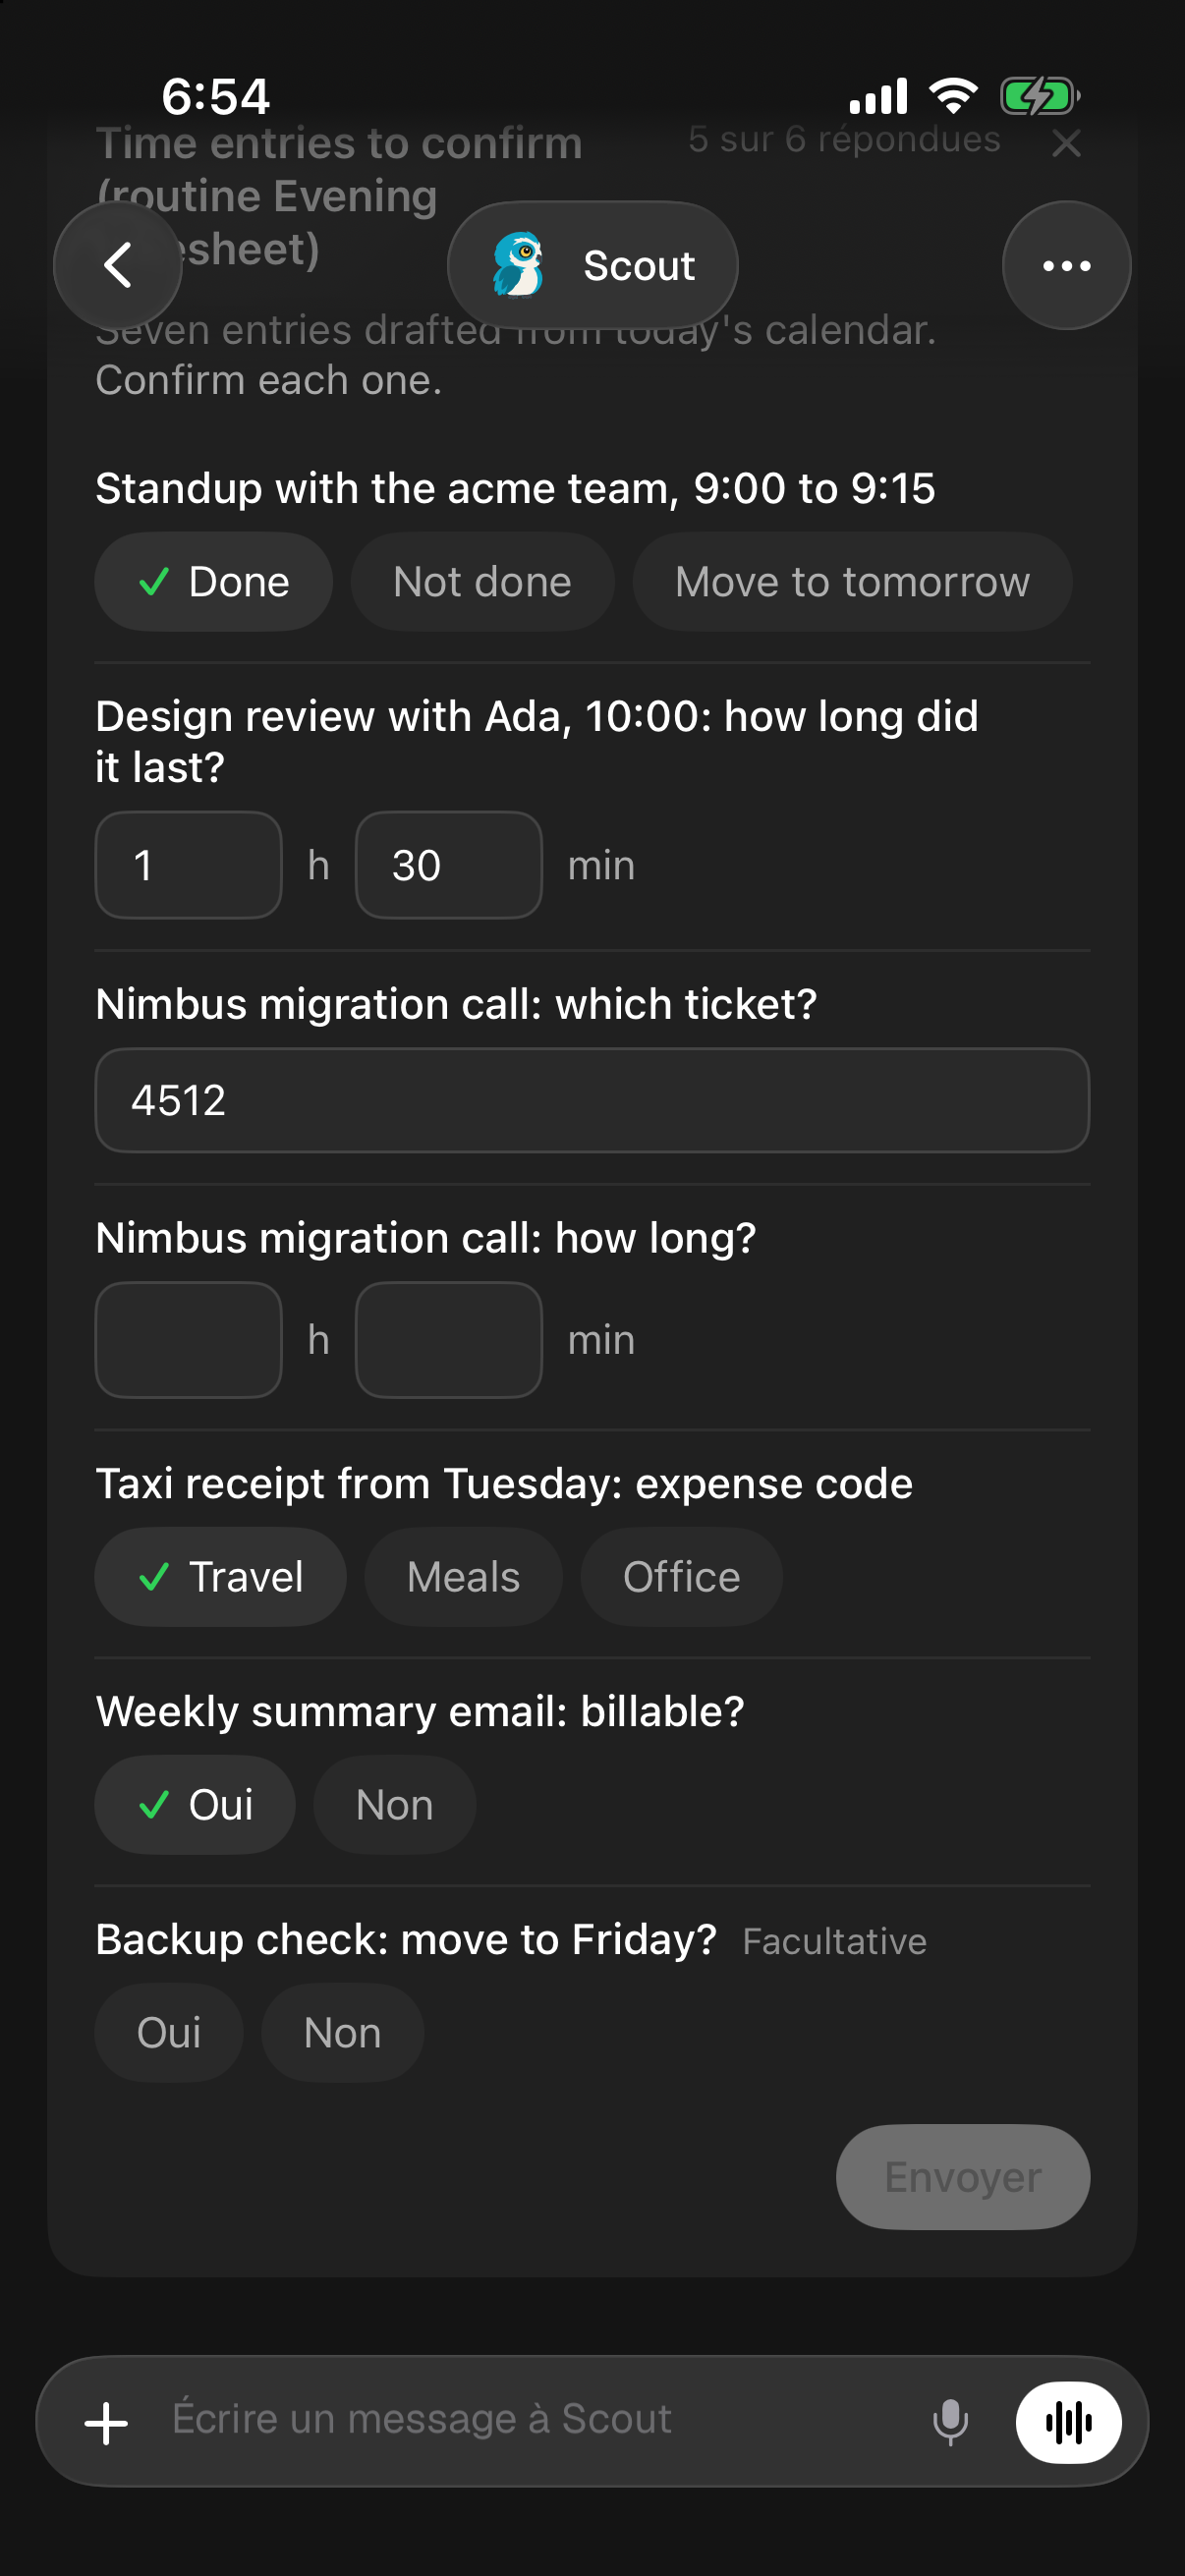 6:54
Time entries to confirm
5 sur 6 répondues
(routine Evening
esheet)
Scout
Seven entries drafted from today's calendar.
Confirm each one.
Standup with the acme team, 9:00 to 9:15
Done Not done Move to tomorrow
Design review with Ada, 10:00: how long did
it last?
1 h 30 min
Nimbus migration call: which ticket?
4512
Nimbus migration call: how long?
h min
Taxi receipt from Tuesday: expense code
Travel Meals Office
Weekly summary email: billable?
Oui Non
Backup check: move to Friday? Facultative
Oui Non
Envoyer
Écrire un message à Scout